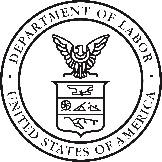 DEPARTMENT OF LABOR
UNITED STATES OF AMERICA